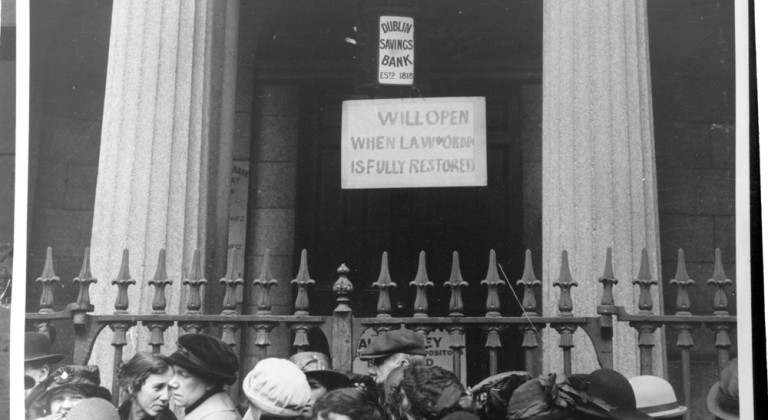 DUBLIN
SAVINGS
BANK
ESTD 1818
WILL OPEN
WHEN LAW & ORDER
IS FULLY RESTORED